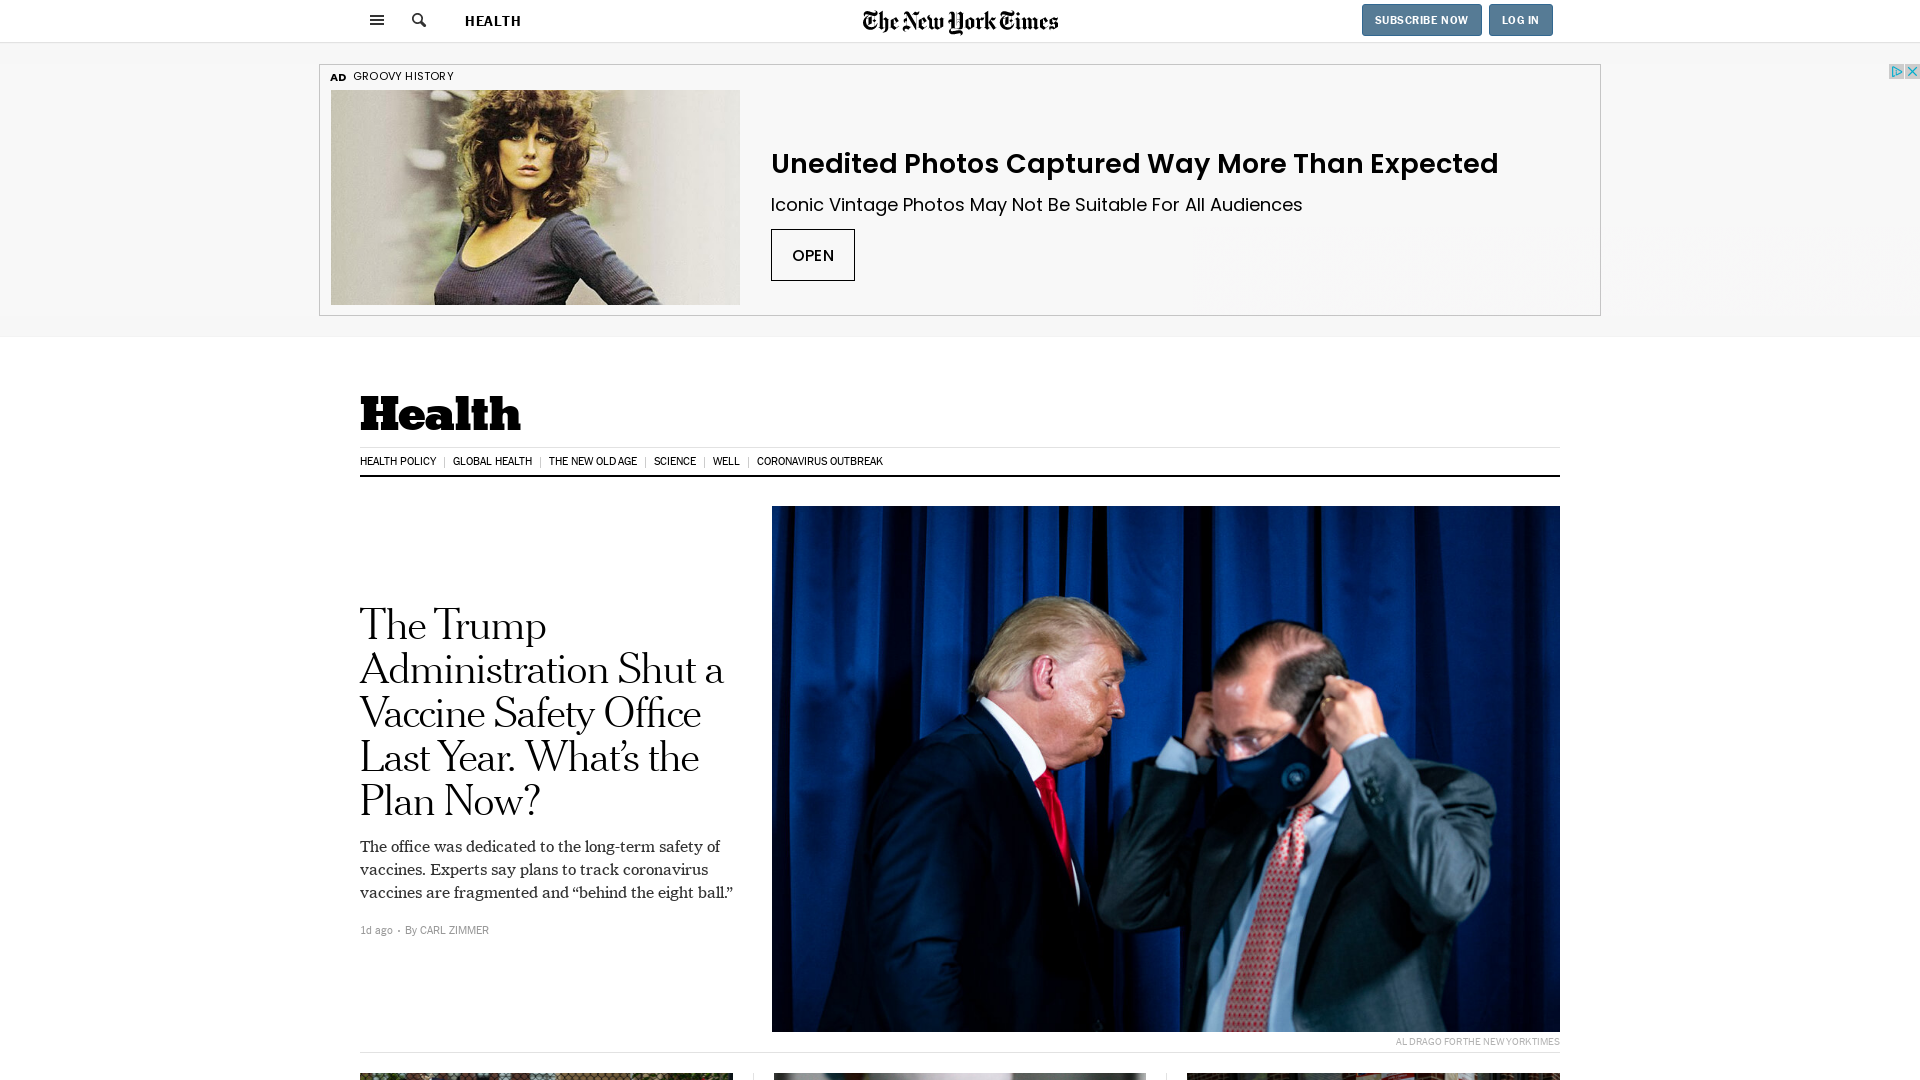 HEALTH
The New York Times
SUBSCRIBE NOW
LOG IN
AD GROOVY HISTORY
Unedited Photos Captured Way More Than Expected
Iconic Vintage Photos May Not Be Suitable For All Audiences
OPEN
Health
HEALTH POLICY
GLOBAL HEALTH
THE NEW OLD AGE
SCIENCE
WELL
CORONAVIRUS OUTBREAK
The Trump
Administration Shut a
Vaccine Safety Office
Last Year. What’s the
Plan Now?
The office was dedicated to the long-term safety of
vaccines. Experts say plans to track coronavirus
vaccines are fragmented and “behind the eight ball.”
1d ago · By CARL ZIMMER
AL DRAGO FOR THE NEW YORK TIMES